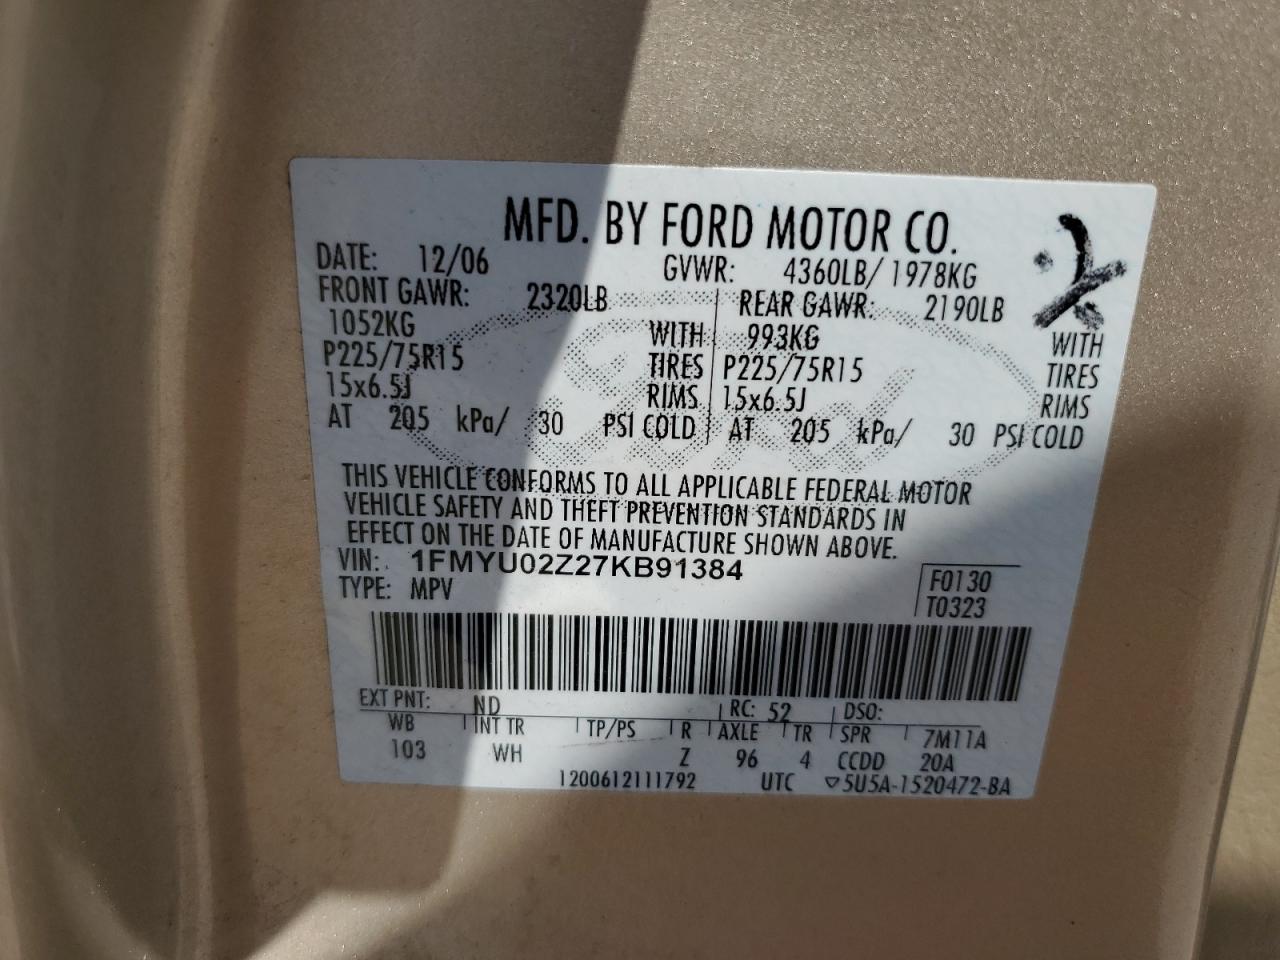 MFD. BY FORD MOTOR CO.
DATE: 12/06 GVWR: 4360LB/ 1978KG
FRONT GAWR: 2320LB REAR GAWR: 2190LB
1052KG WITH 993KG WITH
P225/75R15 TIRES P225/75R15 TIRES
15x6.5J RIMS 15x6.5J RIMS
AT 205 kPa/ 30 PSI COLD AT 205 kPa/ 30 PSI COLD
THIS VEHICLE CONFORMS TO ALL APPLICABLE FEDERAL MOTOR
VEHICLE SAFETY AND THEFT PREVENTION STANDARDS IN
EFFECT ON THE DATE OF MANUFACTURE SHOWN ABOVE.
VIN: 1FMYU02Z27KB91384 F0130
TYPE: MPV T0323
EXT PNT: ND RC: 52 DSO:
WB INT TR TP/PS R AXLE TR SPR 7M11A
103 WH Z 96 4 CCDD 20A
1200612111792 UTC ▽5U5A-1520472-BA